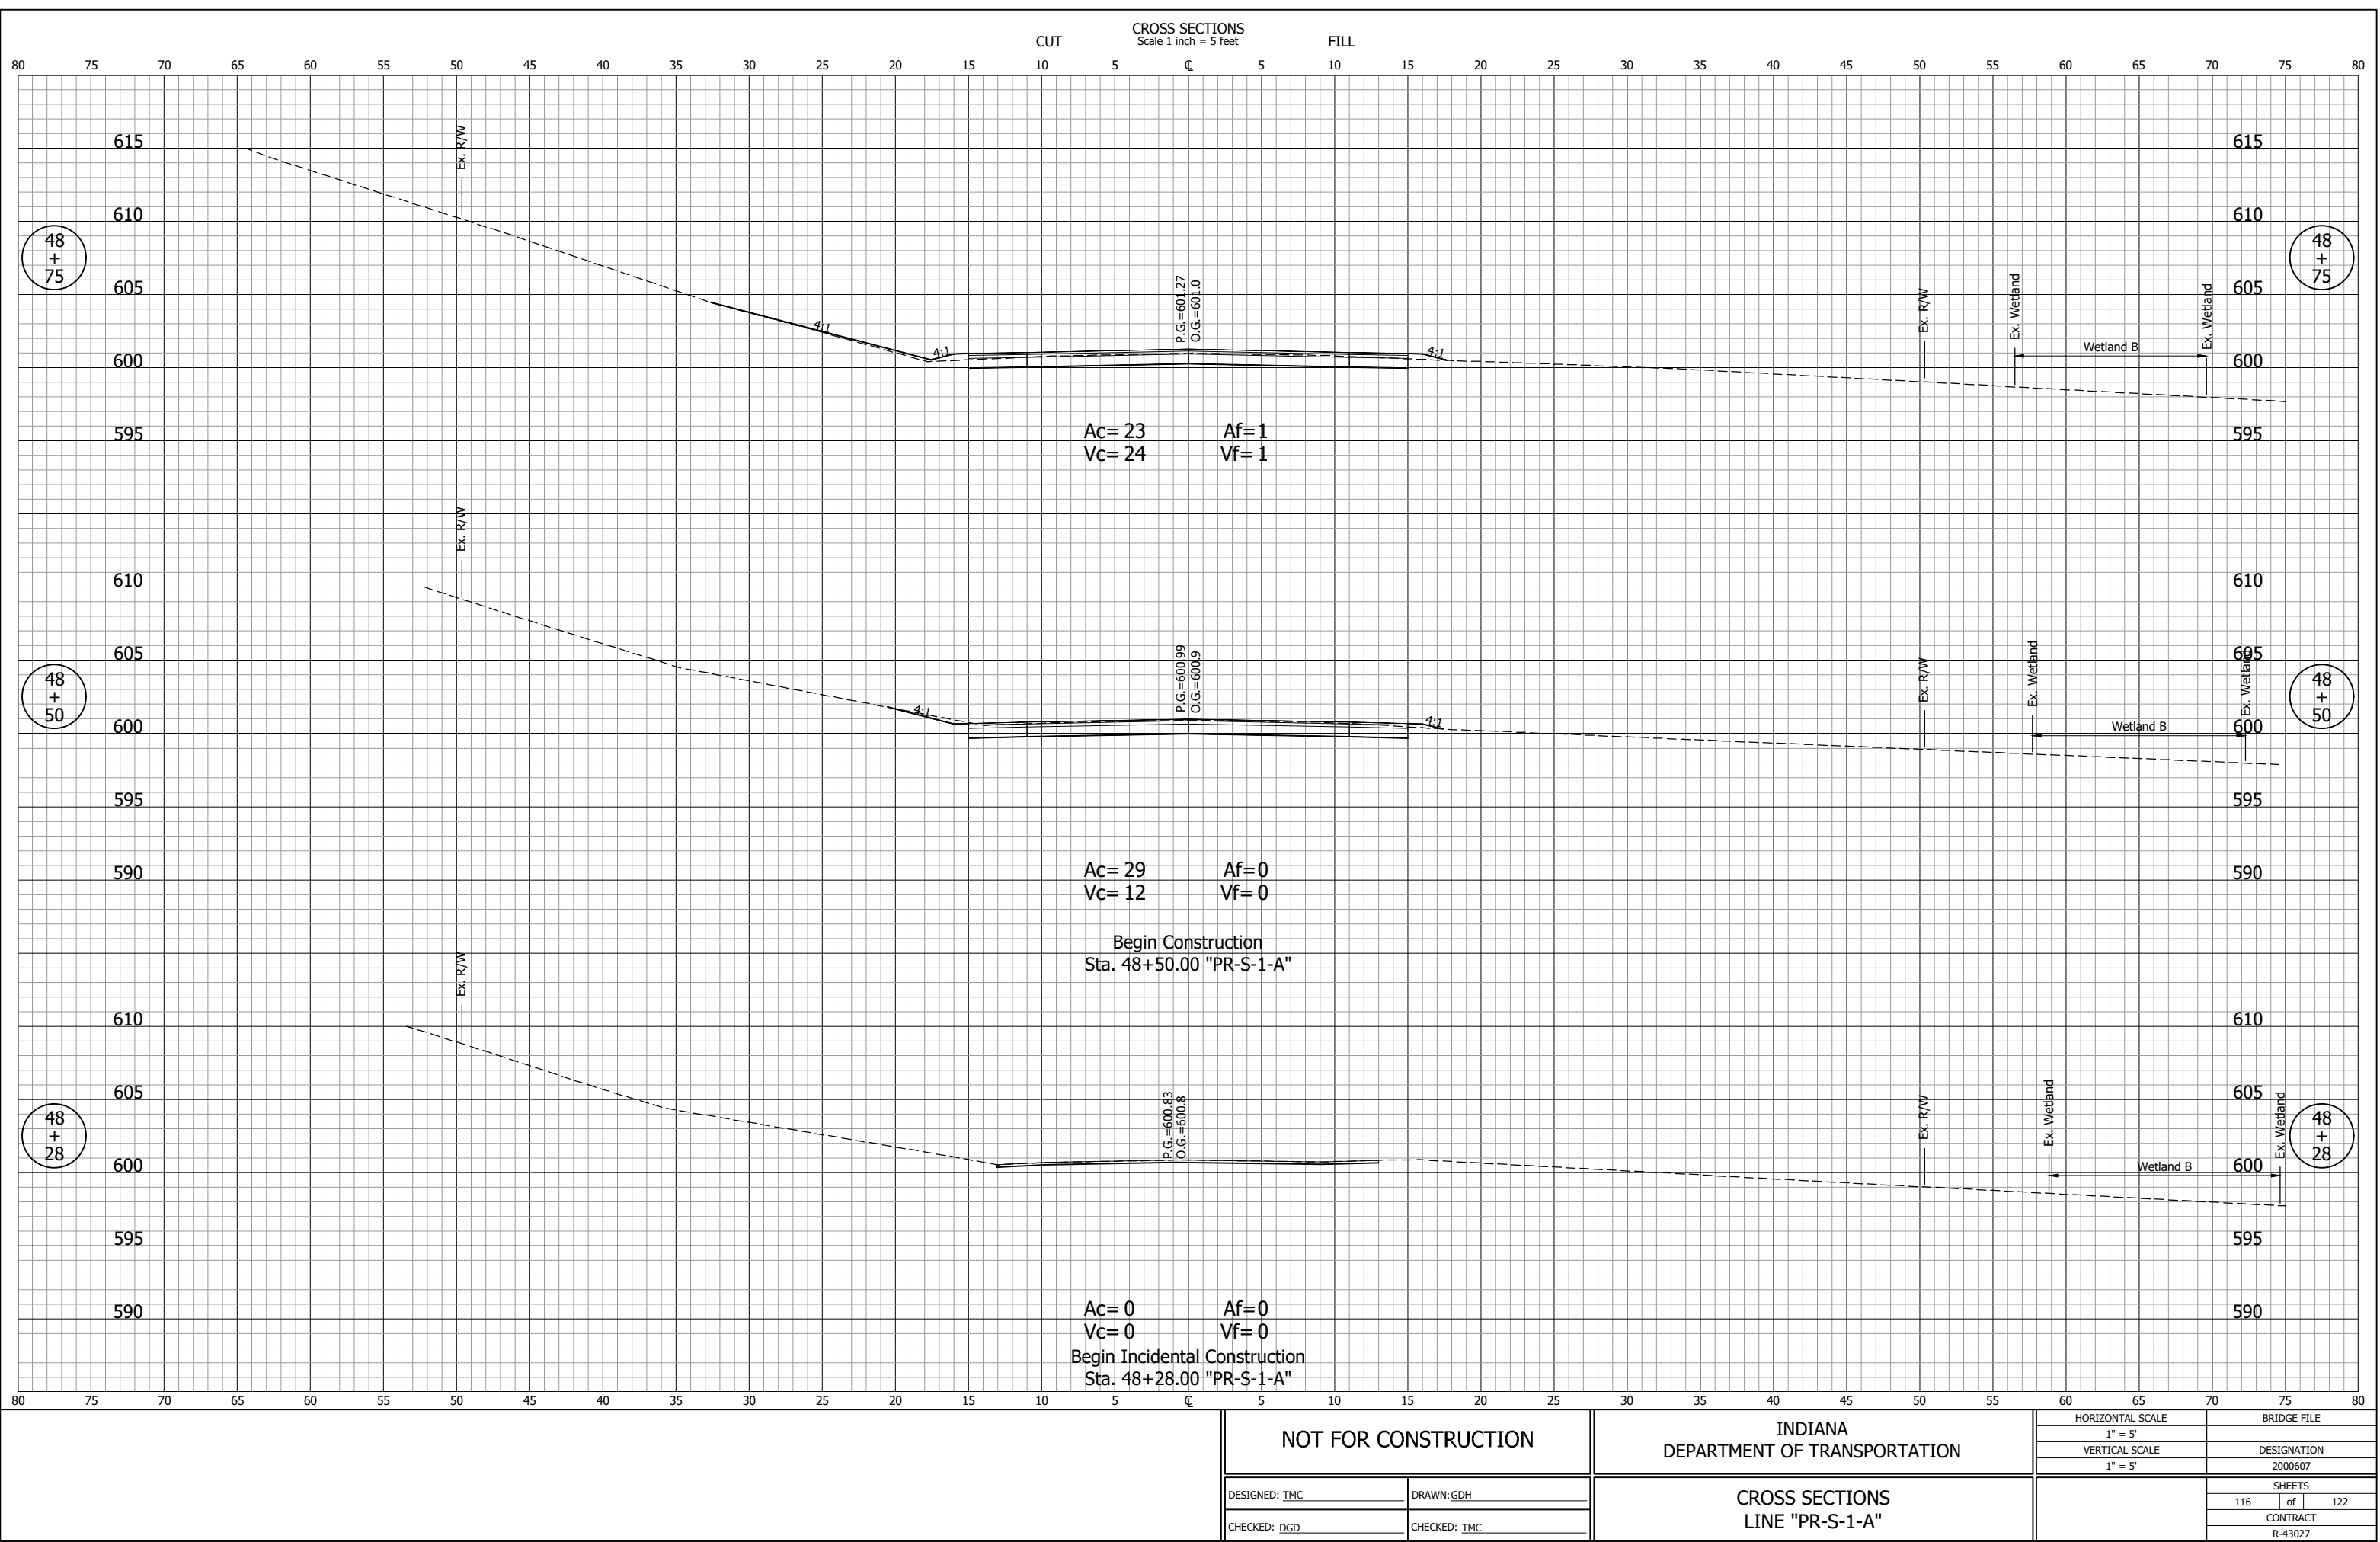 CROSS SECTIONS
CUT Scale 1 inch = 5 feet FILL
80 75 70 65 60 55 50 45 40 35 30 25 20 15 10 5 ℄ 5 10 15 20 25 30 35 40 45 50 55 60 65 70 75 80
615 Ex. R/W 615
610 610
48 + 75 48 + 75
605 P.G.=601.27 O.G.=601.0 Ex. R/W Ex. Wetland Ex. Wetland 605
4:1 4:1 4:1 Wetland B
600 600
595 Ac= 23 Af=1 595
Vc= 24 Vf= 1
Ex. R/W
610 610
605 P.G.=600.99 O.G.=600.9 Ex. R/W Ex. Wetland Ex. Wetland 605
48 + 50 48 + 50
4:1 4:1
600 Wetland B 600
595 595
590 Ac= 29 Af=0 590
Vc= 12 Vf= 0
Begin Construction
Sta. 48+50.00 "PR-S-1-A"
Ex. R/W
610 610
605 P.G.=600.83 O.G.=600.8 Ex. R/W Ex. Wetland Ex. Wetland 605
48 + 28 48 + 28
600 Wetland B 600
595 595
590 Ac= 0 Af=0 590
Vc= 0 Vf= 0
Begin Incidental Construction
Sta. 48+28.00 "PR-S-1-A"
80 75 70 65 60 55 50 45 40 35 30 25 20 15 10 5 ℄ 5 10 15 20 25 30 35 40 45 50 55 60 65 70 75 80
NOT FOR CONSTRUCTION
DESIGNED: TMC DRAWN: GDH
CHECKED: DGD CHECKED: TMC
INDIANA
DEPARTMENT OF TRANSPORTATION
CROSS SECTIONS
LINE "PR-S-1-A"
HORIZONTAL SCALE
1" = 5'
VERTICAL SCALE
1" = 5'
BRIDGE FILE
DESIGNATION
2000607
SHEETS
116 of 122
CONTRACT
R-43027